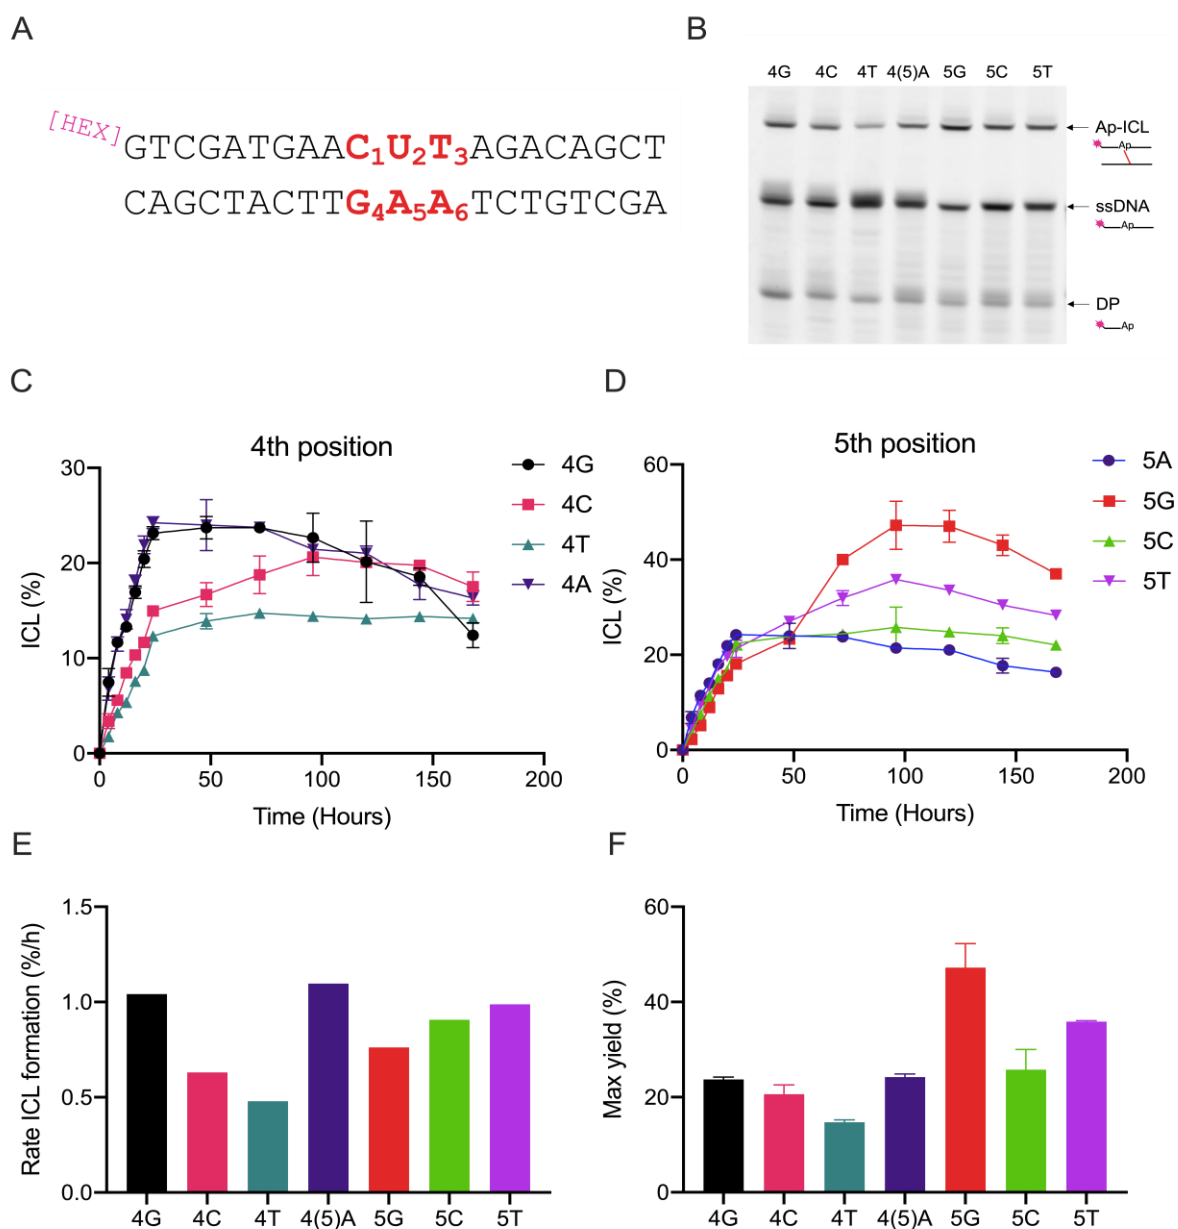 A
[HEX]
GTCGATGAAC₁U₂T₃AGACAGCT
CAGCTACTTG₄A₅A₆TCTGTCGA
B
4G 4C 4T 4(5)A 5G 5C 5T
Ap-ICL
Ap
ssDNA
Ap
DP
Ap
C
4th position
ICL (%)
30
20
10
0
0 50 100 150 200
Time (Hours)
4G
4C
4T
4A
D
5th position
ICL (%)
60
40
20
0
0 50 100 150 200
Time (Hours)
5A
5G
5C
5T
E
Rate ICL formation (%/h)
1.5
1.0
0.5
0.0
4G 4C 4T 4(5)A 5G 5C 5T
F
Max yield (%)
60
40
20
0
4G 4C 4T 4(5)A 5G 5C 5T